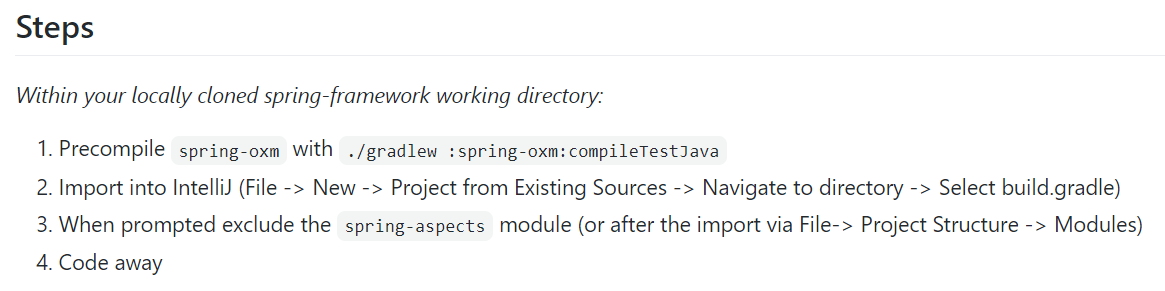 Steps
Within your locally cloned spring-framework working directory:
1. Precompile spring-oxm with ./gradlew :spring-oxm:compileTestJava
2. Import into IntelliJ (File -> New -> Project from Existing Sources -> Navigate to directory -> Select build.gradle)
3. When prompted exclude the spring-aspects module (or after the import via File-> Project Structure -> Modules)
4. Code away